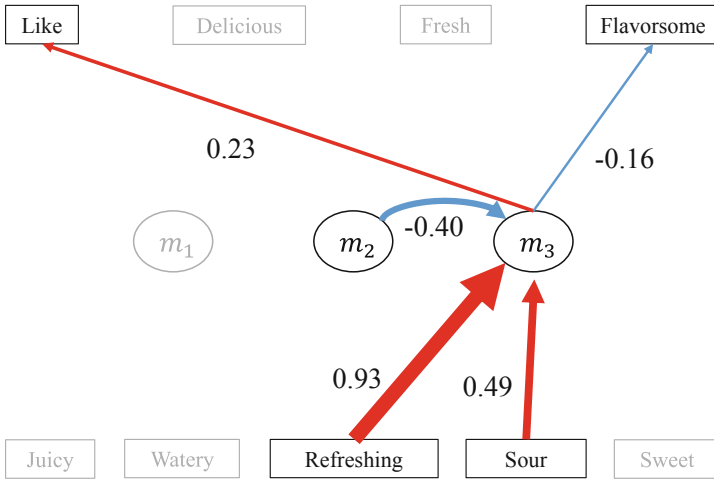 Like Delicious Fresh Flavorsome
0.23
-0.16
-0.40
m₁ m₂ m₃
0.93
0.49
Juicy Watery Refreshing Sour Sweet